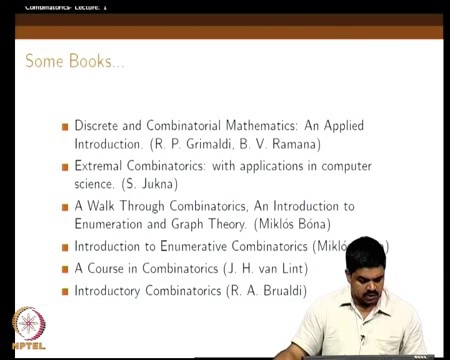 Combinatorics- Lecture: 1
Some Books...
Discrete and Combinatorial Mathematics: An Applied
Introduction. (R. P. Grimaldi, B. V. Ramana)
Extremal Combinatorics: with applications in computer
science. (S. Jukna)
A Walk Through Combinatorics, An Introduction to
Enumeration and Graph Theory. (Miklós Bóna)
Introduction to Enumerative Combinatorics
A Course in Combinatorics (J. H. van Lint)
Introductory Combinatorics (R. A. Brualdi)
NPTEL